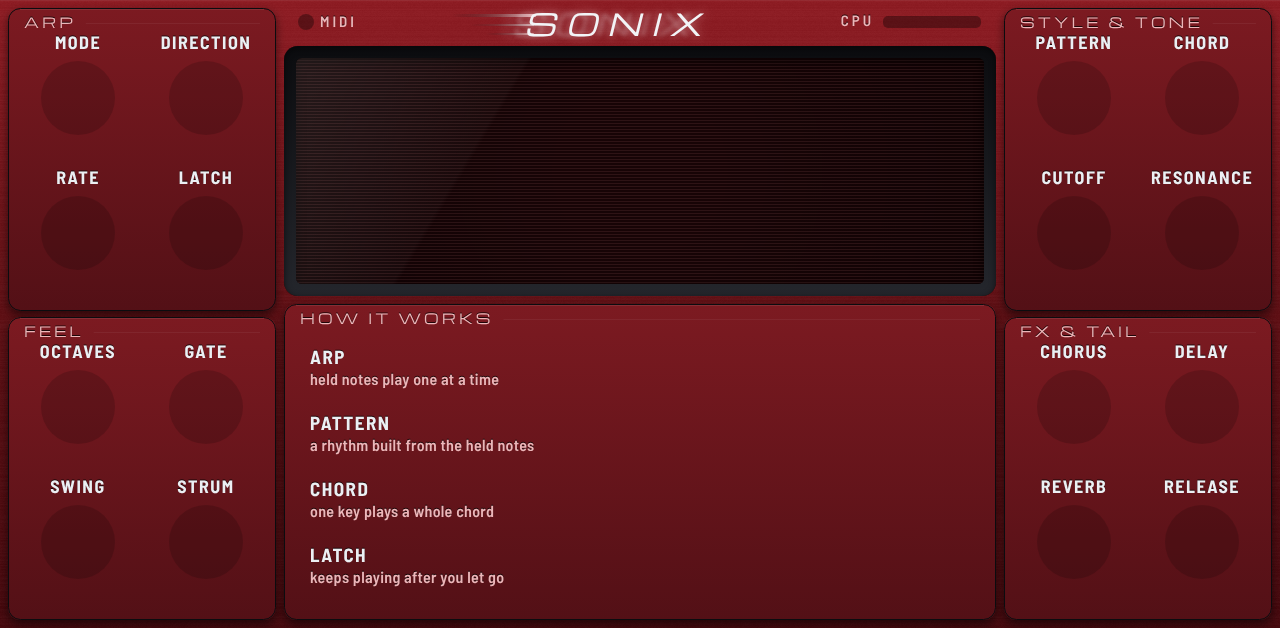 ARP
MODE
DIRECTION
RATE
LATCH
MIDI
SONIX
CPU
STYLE & TONE
PATTERN
CHORD
CUTOFF
RESONANCE
FEEL
OCTAVES
GATE
SWING
STRUM
HOW IT WORKS
ARP
held notes play one at a time
PATTERN
a rhythm built from the held notes
CHORD
one key plays a whole chord
LATCH
keeps playing after you let go
FX & TAIL
CHORUS
DELAY
REVERB
RELEASE